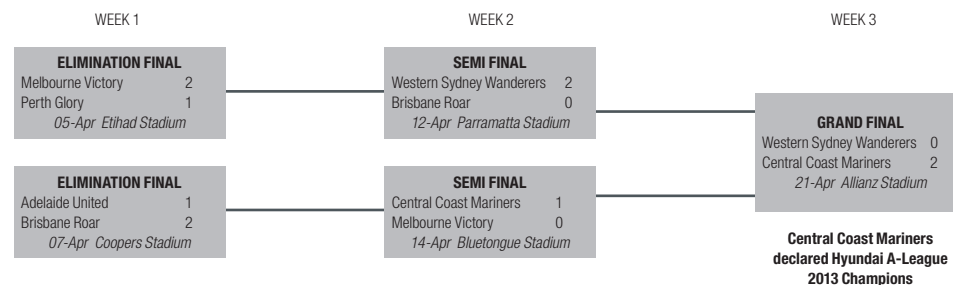 WEEK 1
WEEK 2
WEEK 3
ELIMINATION FINAL
Melbourne Victory 2
Perth Glory 1
05-Apr Etihad Stadium
ELIMINATION FINAL
Adelaide United 1
Brisbane Roar 2
07-Apr Coopers Stadium
SEMI FINAL
Western Sydney Wanderers 2
Brisbane Roar 0
12-Apr Parramatta Stadium
SEMI FINAL
Central Coast Mariners 1
Melbourne Victory 0
14-Apr Bluetongue Stadium
GRAND FINAL
Western Sydney Wanderers 0
Central Coast Mariners 2
21-Apr Allianz Stadium
Central Coast Mariners
declared Hyundai A-League
2013 Champions